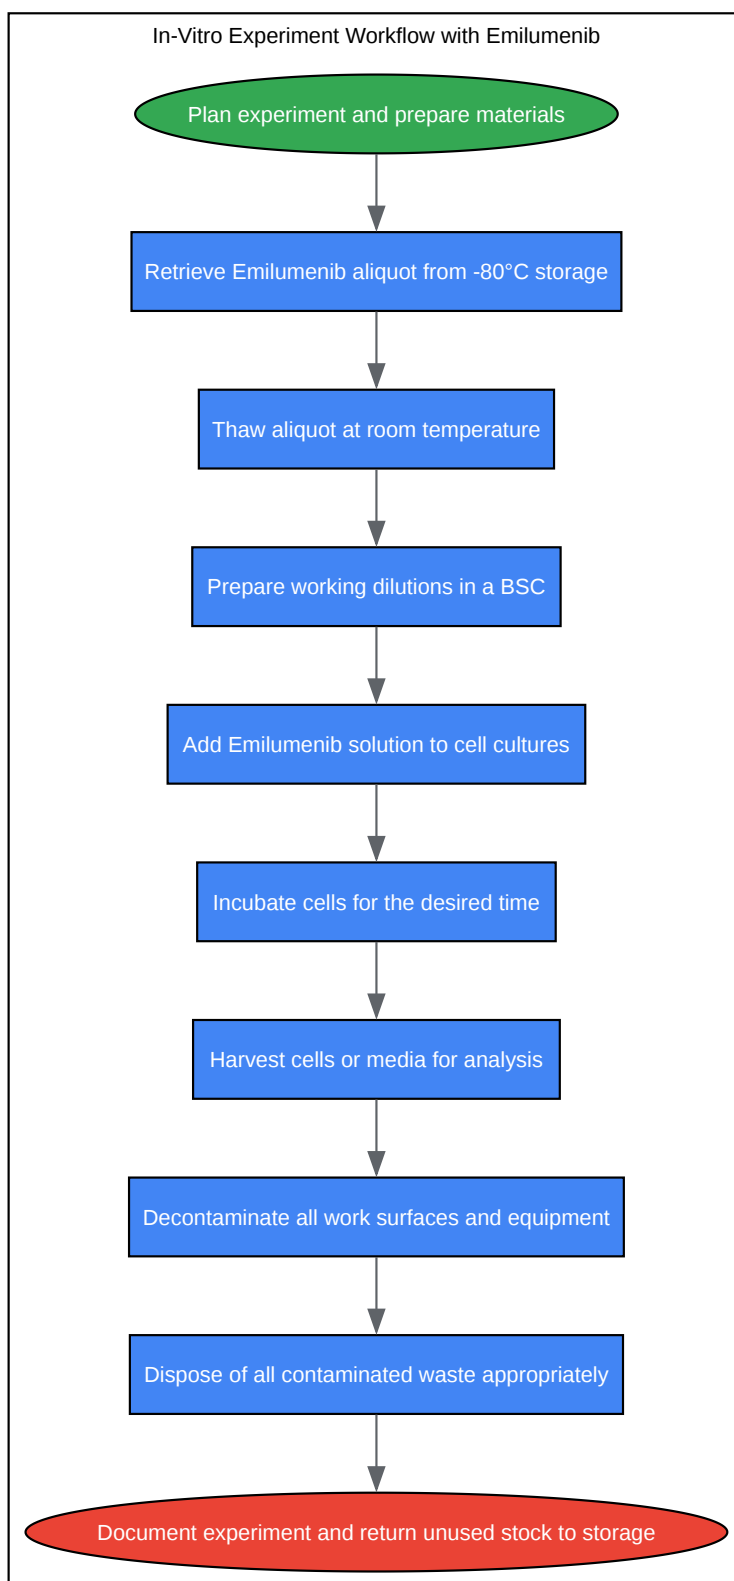 In-Vitro Experiment Workflow with Emilumenib
Plan experiment and prepare materials
Retrieve Emilumenib aliquot from -80°C storage
Thaw aliquot at room temperature
Prepare working dilutions in a BSC
Add Emilumenib solution to cell cultures
Incubate cells for the desired time
Harvest cells or media for analysis
Decontaminate all work surfaces and equipment
Dispose of all contaminated waste appropriately
Document experiment and return unused stock to storage